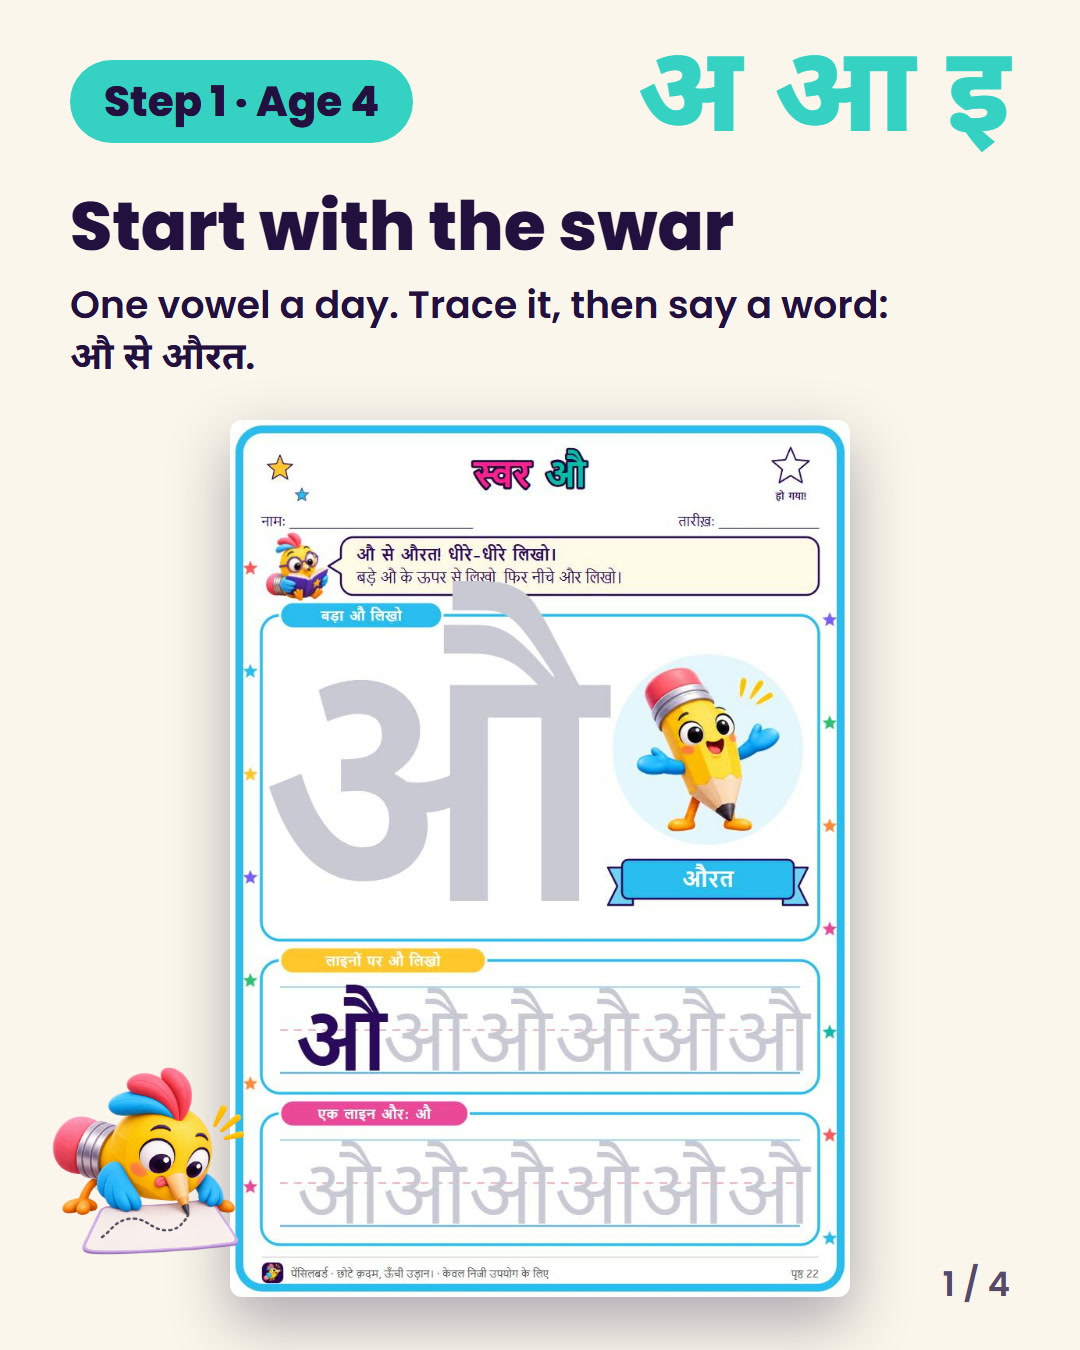 Step 1 · Age 4
अ आ इ
Start with the swar
One vowel a day. Trace it, then say a word:
औ से औरत.
स्वर औ
हो गया!
नाम:
तारीख़:
औ से औरत! धीरे-धीरे लिखो।
बड़े औ के ऊपर से लिखो, फिर नीचे और लिखो।
बड़ा औ लिखो
औ
औरत
लाइनों पर औ लिखो
औ औ औ औ औ औ
एक लाइन और: औ
औ औ औ औ औ औ
पेंसिलबर्ड · छोटे क़दम, ऊँची उड़ान। · केवल निजी उपयोग के लिए
पृष्ठ 22
1 / 4